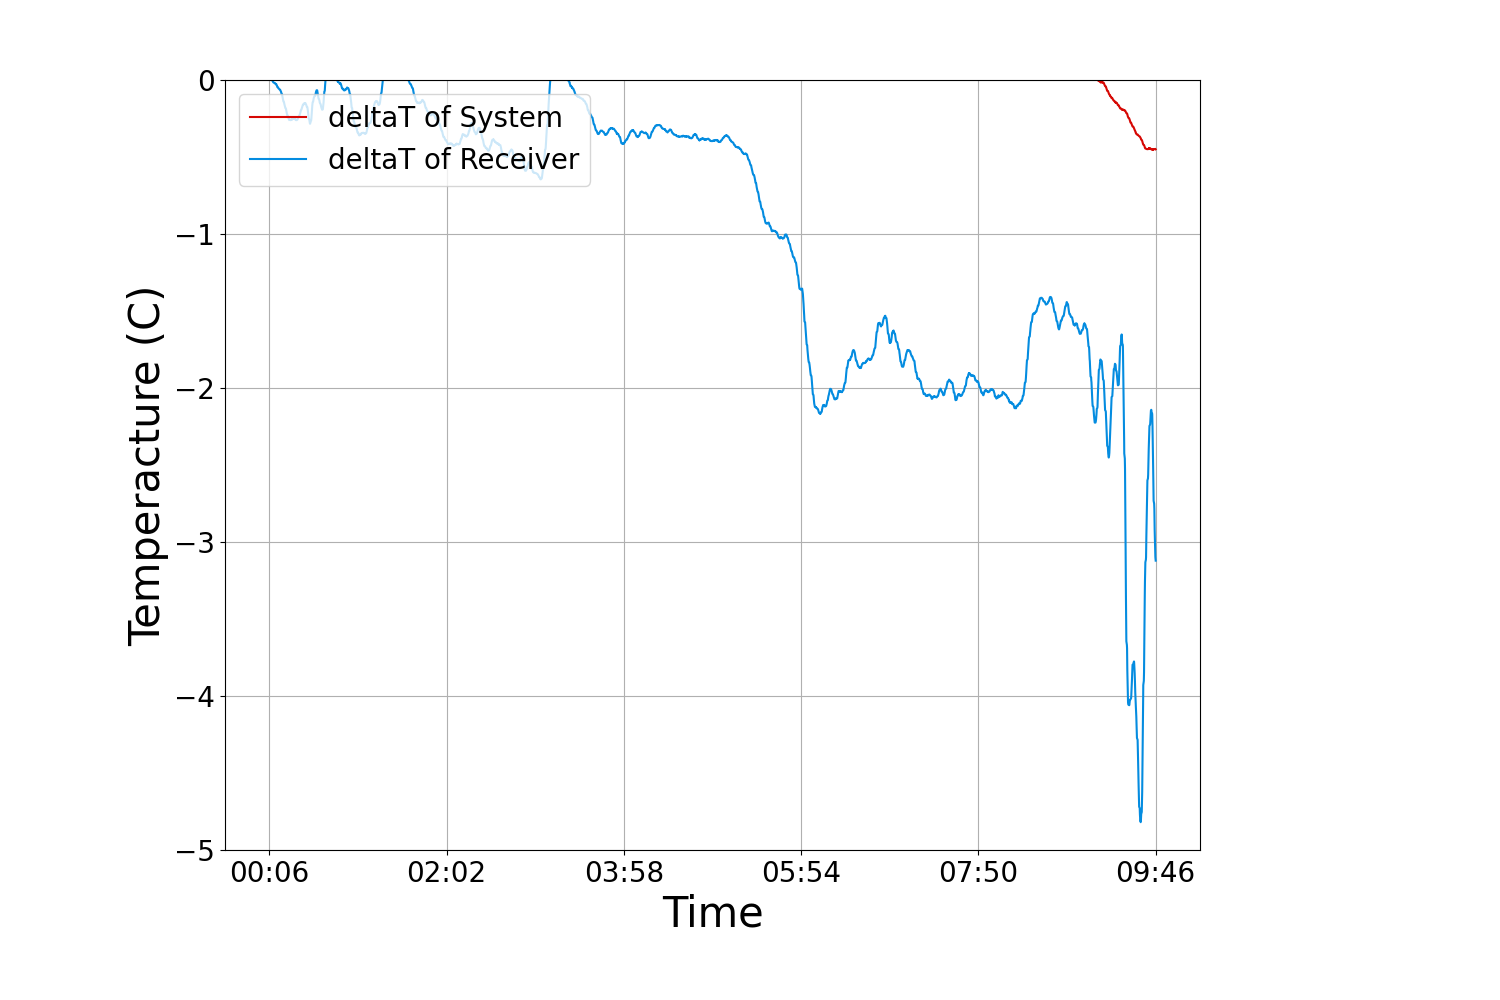 deltaT of System
deltaT of Receiver
Temperacture (C)
0
−1
−2
−3
−4
−5
00:06 02:02 03:58 05:54 07:50 09:46
Time